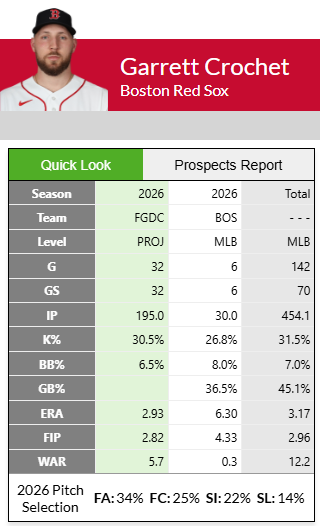 Garrett Crochet
Boston Red Sox
Quick Look Prospects Report
Season 2026 2026 Total
Team FGDC BOS - - -
Level PROJ MLB MLB
G 32 6 142
GS 32 6 70
IP 195.0 30.0 454.1
K% 30.5% 26.8% 31.5%
BB% 6.5% 8.0% 7.0%
GB% 36.5% 45.1%
ERA 2.93 6.30 3.17
FIP 2.82 4.33 2.96
WAR 5.7 0.3 12.2
2026 Pitch
Selection
FA: 34% FC: 25% SI: 22% SL: 14%